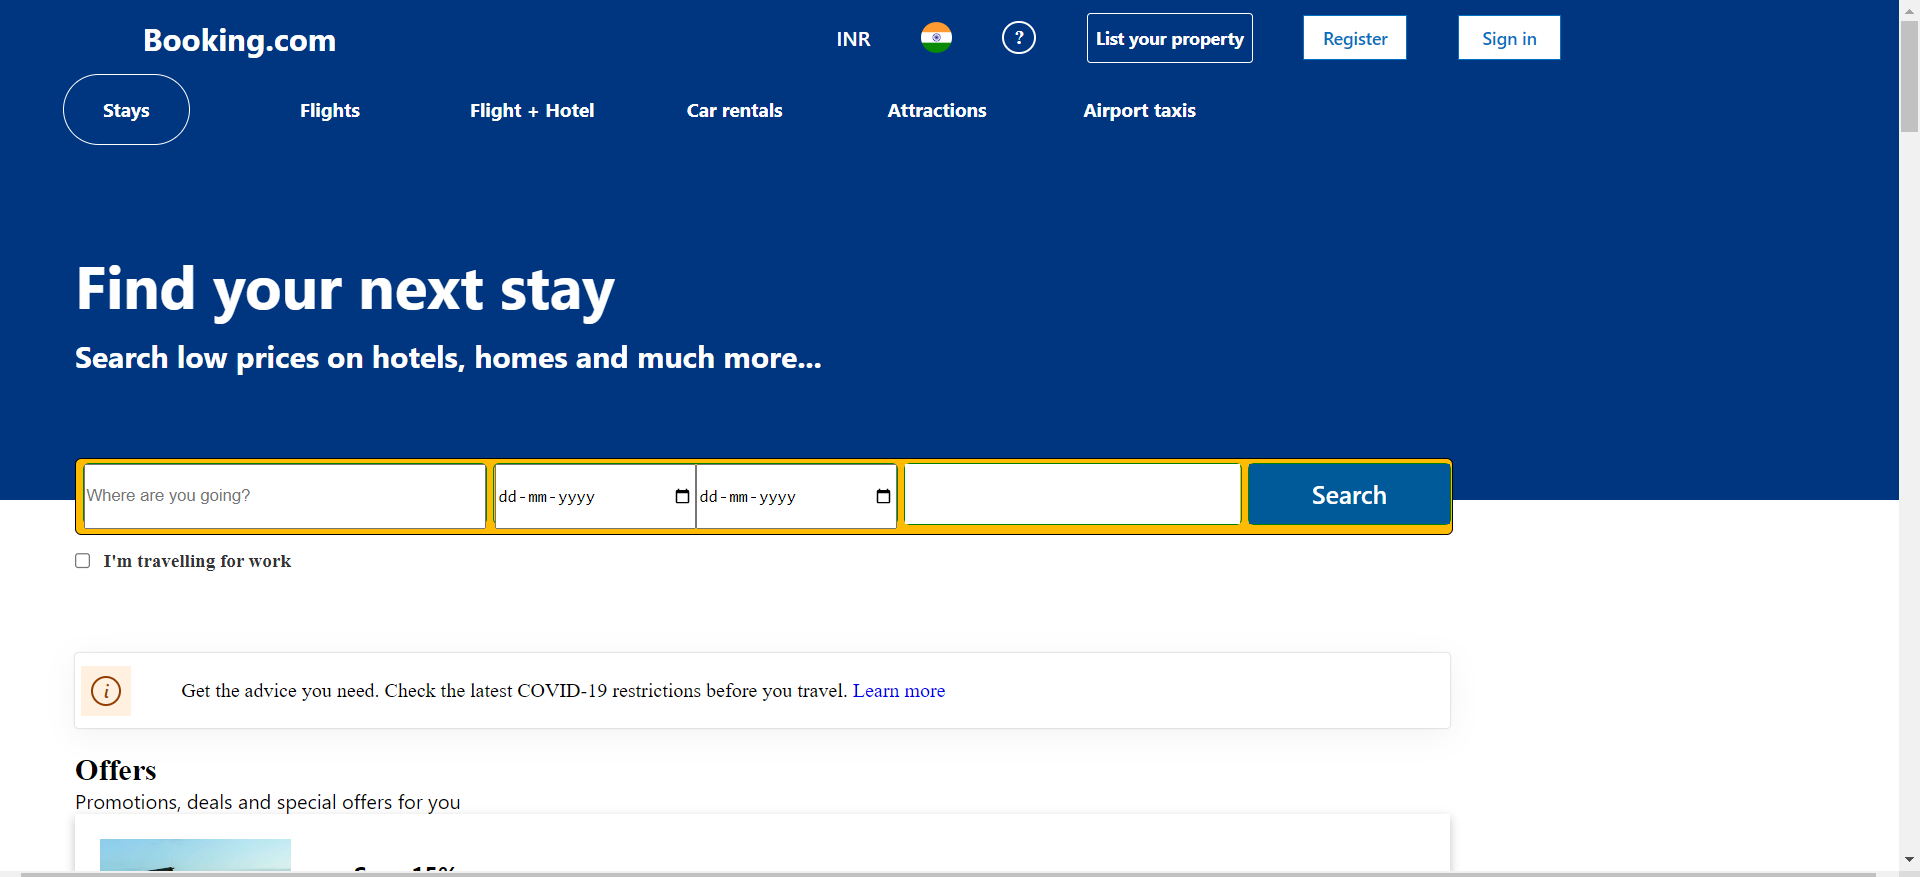 Booking.com
INR
?
List your property
Register
Sign in
Stays
Flights
Flight + Hotel
Car rentals
Attractions
Airport taxis
Find your next stay
Search low prices on hotels, homes and much more...
Where are you going?
dd-mm-yyyy
dd-mm-yyyy
Search
I'm travelling for work
i
Get the advice you need. Check the latest COVID-19 restrictions before you travel. Learn more
Offers
Promotions, deals and special offers for you
15%